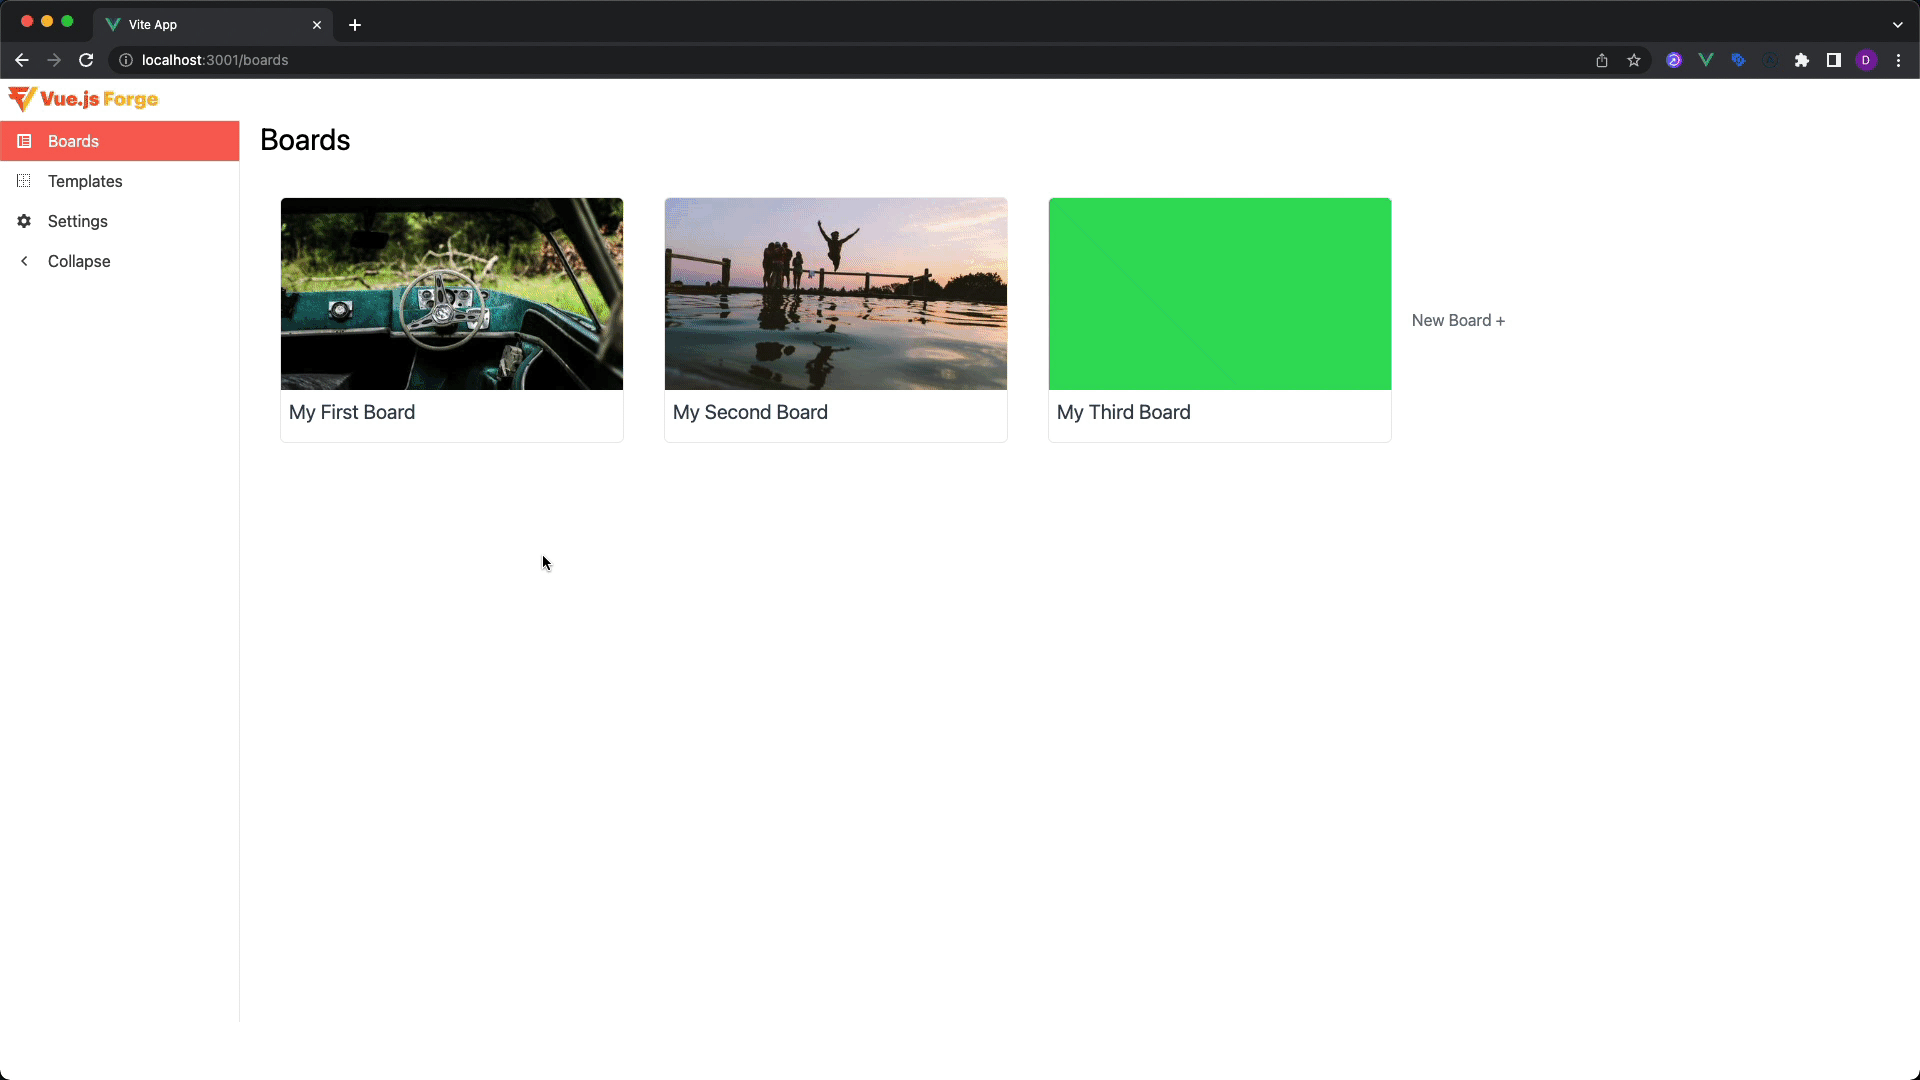 Vite App
localhost:3001/boards
D
Vue.js Forge
Boards
Templates
Settings
Collapse
Boards
My First Board
My Second Board
My Third Board
New Board +